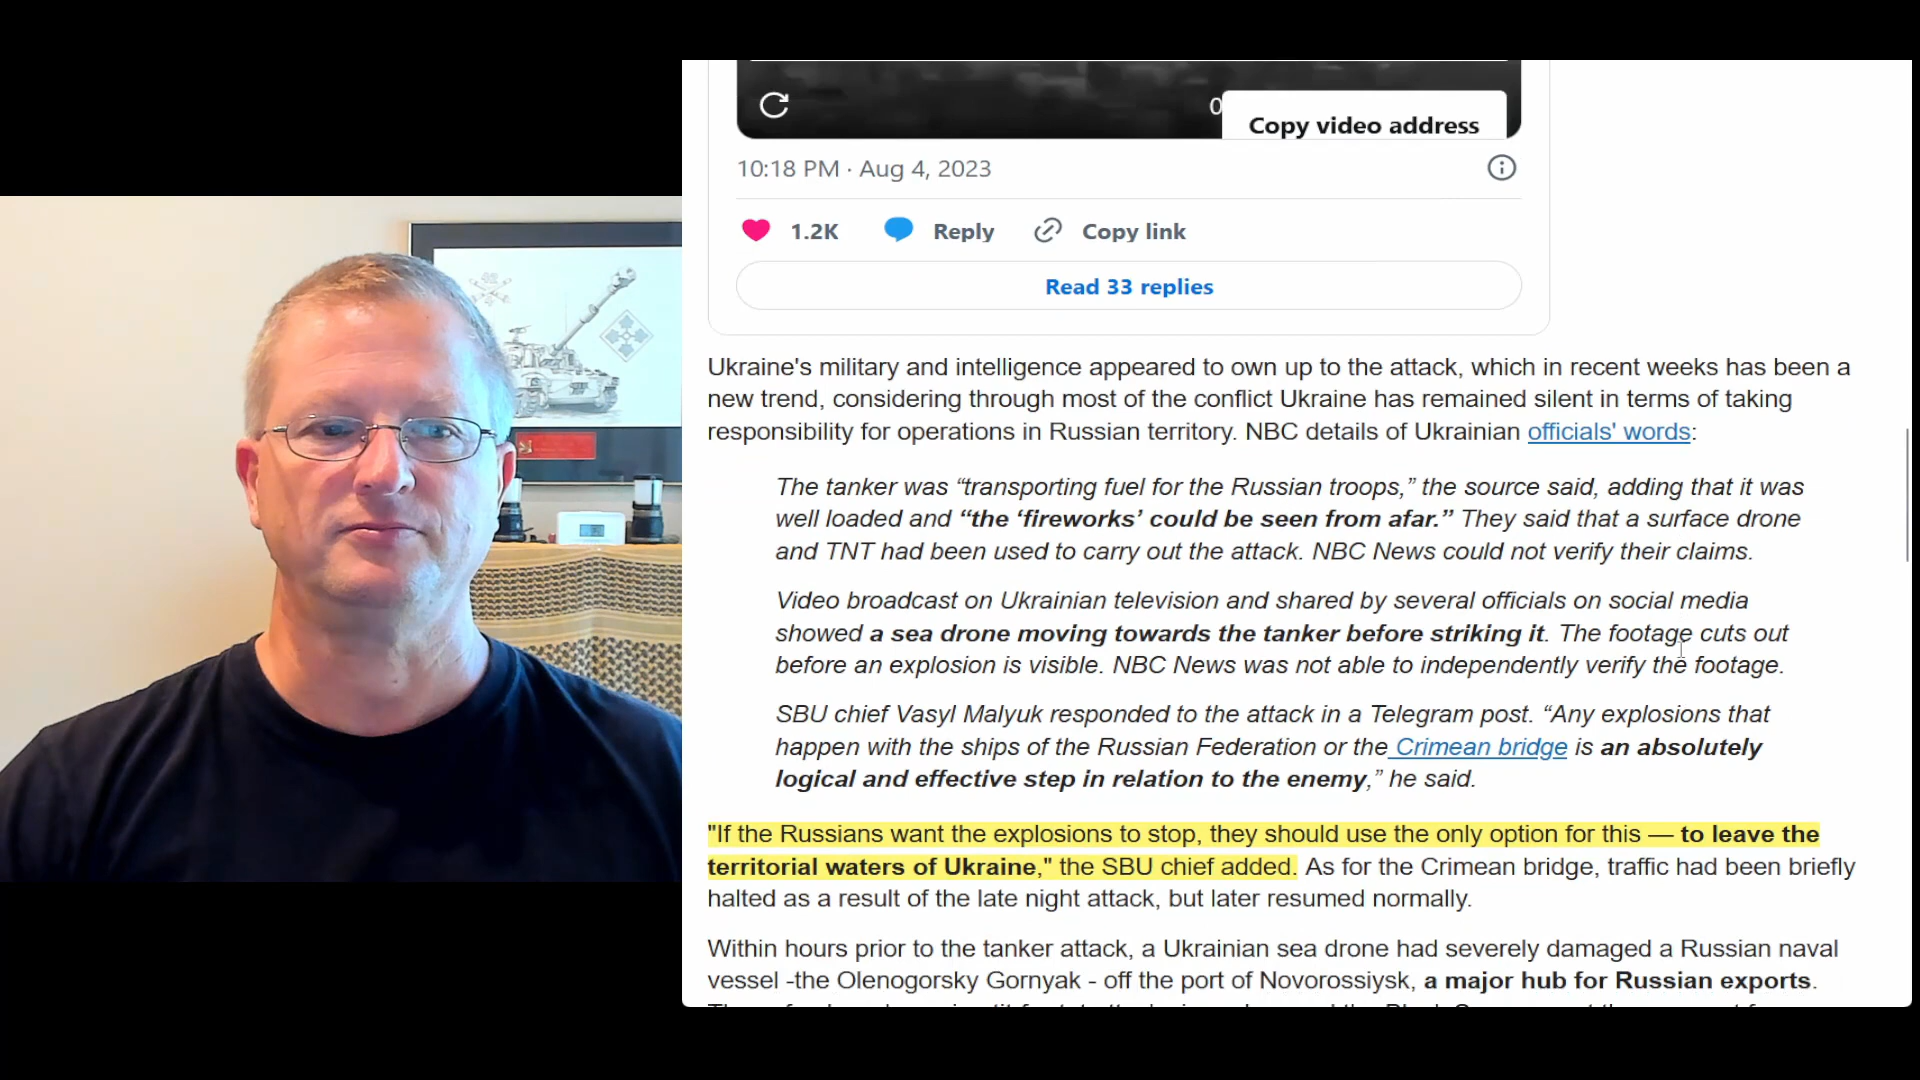 0
Copy video address
10:18 PM · Aug 4, 2023
1.2K Reply Copy link
Read 33 replies
Ukraine's military and intelligence appeared to own up to the attack, which in recent weeks has been a
new trend, considering through most of the conflict Ukraine has remained silent in terms of taking
responsibility for operations in Russian territory. NBC details of Ukrainian officials' words:
The tanker was “transporting fuel for the Russian troops,” the source said, adding that it was
well loaded and “the ‘fireworks’ could be seen from afar.” They said that a surface drone
and TNT had been used to carry out the attack. NBC News could not verify their claims.
Video broadcast on Ukrainian television and shared by several officials on social media
showed a sea drone moving towards the tanker before striking it. The footage cuts out
before an explosion is visible. NBC News was not able to independently verify the footage.
SBU chief Vasyl Malyuk responded to the attack in a Telegram post. “Any explosions that
happen with the ships of the Russian Federation or the Crimean bridge is an absolutely
logical and effective step in relation to the enemy,” he said.
"If the Russians want the explosions to stop, they should use the only option for this — to leave the
territorial waters of Ukraine," the SBU chief added. As for the Crimean bridge, traffic had been briefly
halted as a result of the late night attack, but later resumed normally.
Within hours prior to the tanker attack, a Ukrainian sea drone had severely damaged a Russian naval
vessel -the Olenogorsky Gornyak - off the port of Novorossiysk, a major hub for Russian exports.